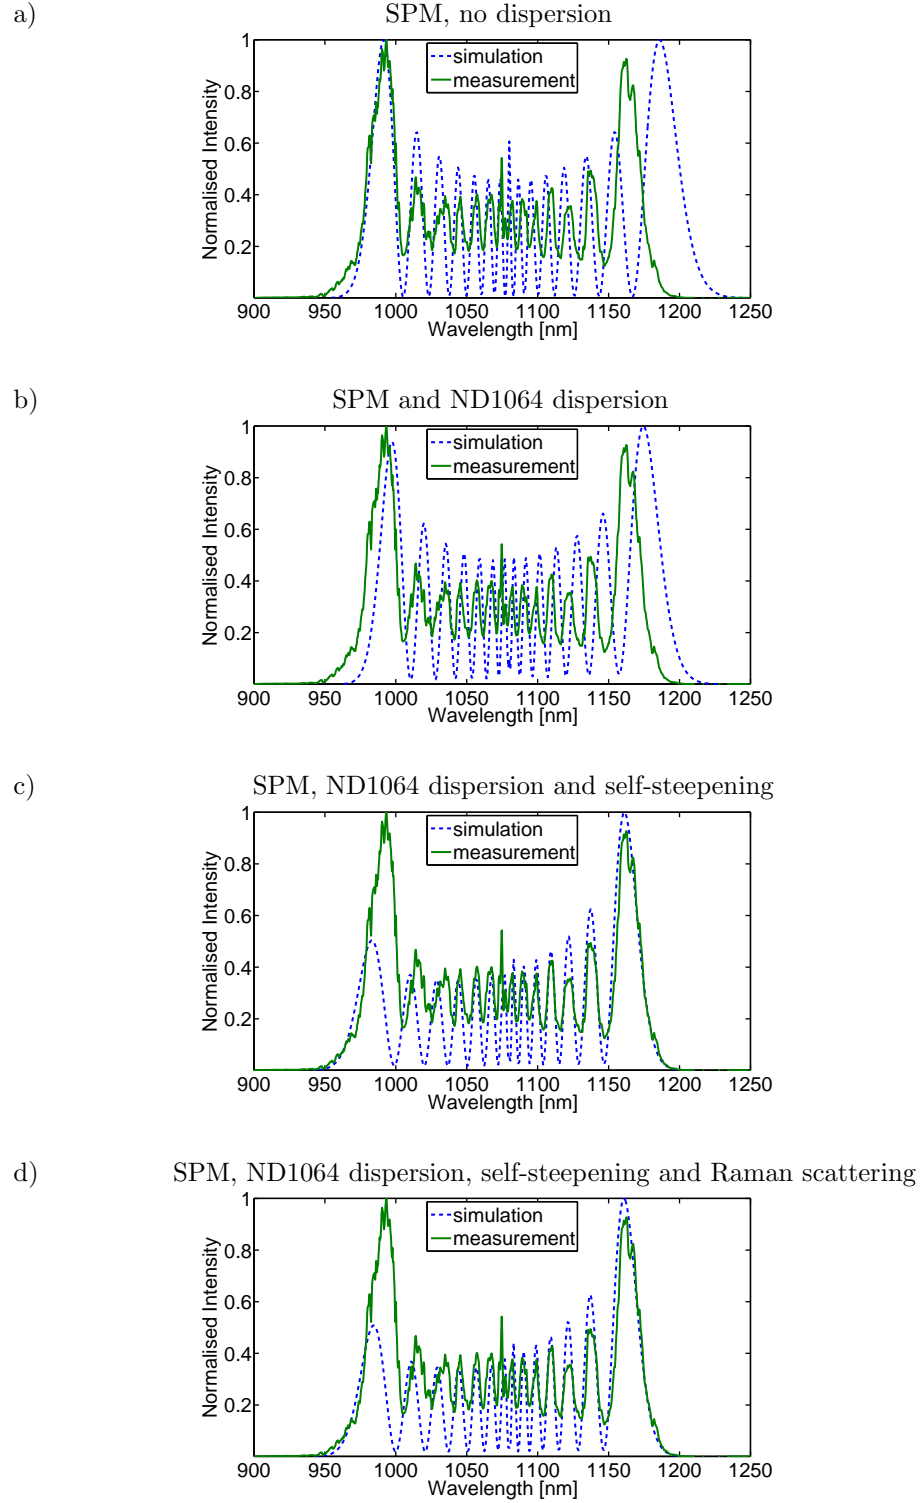 a)
SPM, no dispersion
1
0.8
0.6
0.4
0.2
Normalised Intensity
simulation
measurement
900 950 1000 1050 1100 1150 1200 1250
Wavelength [nm]
b)
SPM and ND1064 dispersion
1
0.8
0.6
0.4
0.2
Normalised Intensity
simulation
measurement
900 950 1000 1050 1100 1150 1200 1250
Wavelength [nm]
c)
SPM, ND1064 dispersion and self-steepening
1
0.8
0.6
0.4
0.2
Normalised Intensity
simulation
measurement
900 950 1000 1050 1100 1150 1200 1250
Wavelength [nm]
d)
SPM, ND1064 dispersion, self-steepening and Raman scattering
1
0.8
0.6
0.4
0.2
Normalised Intensity
simulation
measurement
900 950 1000 1050 1100 1150 1200 1250
Wavelength [nm]